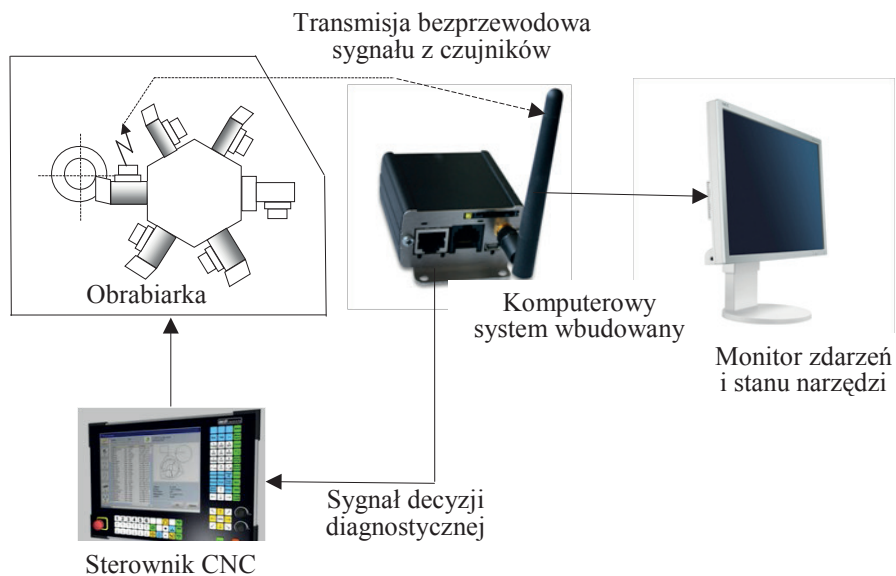 Transmisja bezprzewodowa
sygnału z czujników
Obrabiarka
Komputerowy
system wbudowany
Monitor zdarzeń
i stanu narzędzi
Sygnał decyzji
diagnostycznej
Sterownik CNC